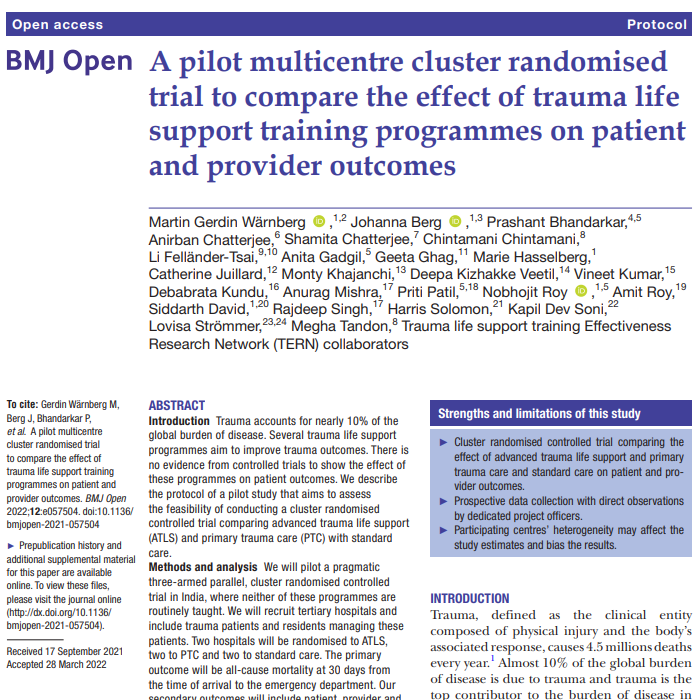 Open access
Protocol
BMJ Open
A pilot multicentre cluster randomised
trial to compare the effect of trauma life
support training programmes on patient
and provider outcomes
Martin Gerdin Wärnberg ,1,2 Johanna Berg ,1,3 Prashant Bhandarkar,4,5
Anirban Chatterjee,6 Shamita Chatterjee,7 Chintamani Chintamani,8
Li Felländer-Tsai,9,10 Anita Gadgil,5 Geeta Ghag,11 Marie Hasselberg,1
Catherine Juillard,12 Monty Khajanchi,13 Deepa Kizhakke Veetil,14 Vineet Kumar,15
Debabrata Kundu,16 Anurag Mishra,17 Priti Patil,5,18 Nobhojit Roy ,1,5 Amit Roy,19
Siddarth David,1,20 Rajdeep Singh,17 Harris Solomon,21 Kapil Dev Soni,22
Lovisa Strömmer,23,24 Megha Tandon,8 Trauma life support training Effectiveness
Research Network (TERN) collaborators
To cite: Gerdin Wärnberg M,
Berg J, Bhandarkar P,
et al. A pilot multicentre
cluster randomised trial
to compare the effect of
trauma life support training
programmes on patient and
provider outcomes. BMJ Open
2022;12:e057504. doi:10.1136/
bmjopen-2021-057504
► Prepublication history and
additional supplemental material
for this paper are available
online. To view these files,
please visit the journal online
(http://dx.doi.org/10.1136/
bmjopen-2021-057504).
Received 17 September 2021
Accepted 28 March 2022
ABSTRACT
Introduction Trauma accounts for nearly 10% of the
global burden of disease. Several trauma life support
programmes aim to improve trauma outcomes. There is
no evidence from controlled trials to show the effect of
these programmes on patient outcomes. We describe
the protocol of a pilot study that aims to assess
the feasibility of conducting a cluster randomised
controlled trial comparing advanced trauma life support
(ATLS) and primary trauma care (PTC) with standard
care.
Methods and analysis We will pilot a pragmatic
three-armed parallel, cluster randomised controlled
trial in India, where neither of these programmes are
routinely taught. We will recruit tertiary hospitals and
include trauma patients and residents managing these
patients. Two hospitals will be randomised to ATLS,
two to PTC and two to standard care. The primary
outcome will be all-cause mortality at 30 days from
the time of arrival to the emergency department. Our
secondary outcomes will include patient, provider and
Strengths and limitations of this study
► Cluster randomised controlled trial comparing the
effect of advanced trauma life support and primary
trauma care and standard care on patient and pro-
vider outcomes.
► Prospective data collection with direct observations
by dedicated project officers.
► Participating centres' heterogeneity may affect the
study estimates and bias the results.
INTRODUCTION
Trauma, defined as the clinical entity
composed of physical injury and the body's
associated response, causes 4.5 millions deaths
every year.1 Almost 10% of the global burden
of disease is due to trauma and trauma is the
top contributor to the burden of disease in